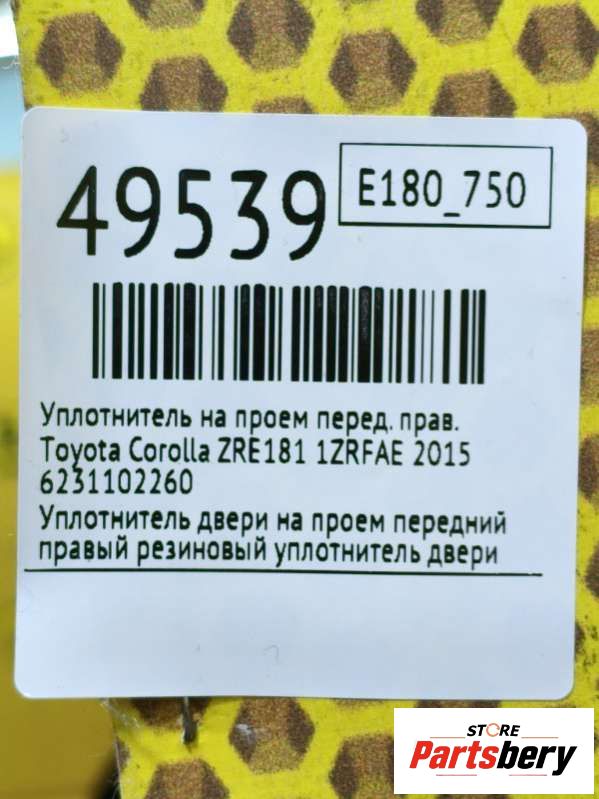 49539
E180_750
Уплотнитель на проем перед. прав.
Toyota Corolla ZRE181 1ZRFAE 2015
6231102260
Уплотнитель двери на проем передний
правый резиновый уплотнитель двери
STORE
Partsbery